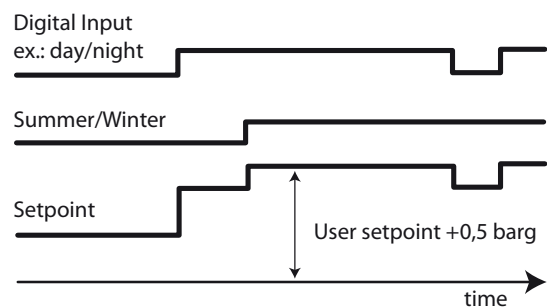 Digital Input
ex.: day/night
Summer/Winter
Setpoint
User setpoint +0,5 barg
time